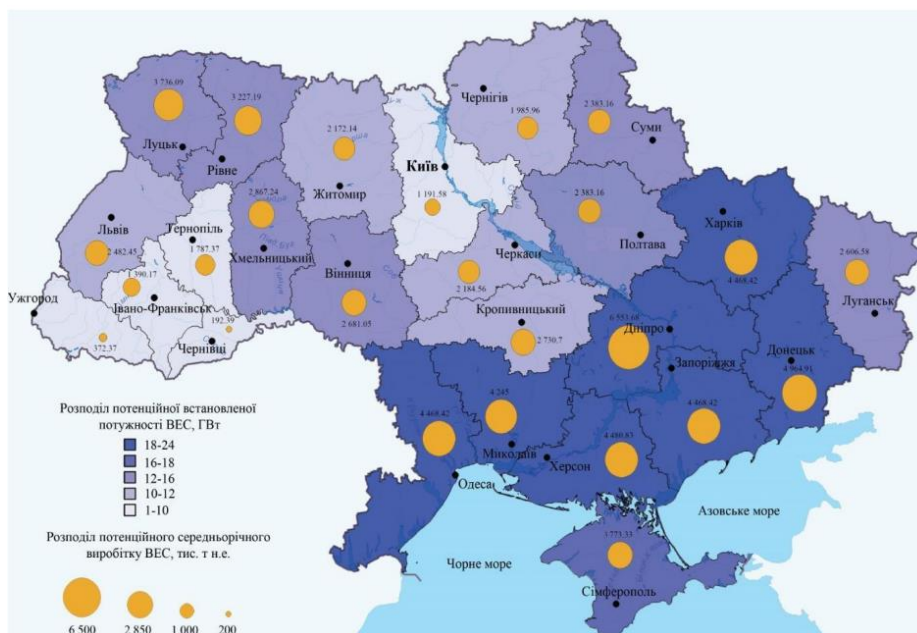 3 736.09
3 227.19
Луцьк
Рівне
2 172.14
Житомир
Київ
1 191.58
Чернігів
1 985.96
2 383.16
Суми
Львів
2 482.45
Тернопіль
1 787.37
2 867.24
Хмельницький
Вінниця
2 681.05
Черкаси
2 184.56
2 383.16
Полтава
Харків
4 468.42
2 606.58
Луганськ
Ужгород
372.37
1 390.17
Івано-Франківськ
192.39
Чернівці
Кропивницький
2 730.7
6 553.68
Дніпро
Запоріжжя
4 468.42
Донецьк
4 964.91
4 468.42
Одеса
4 245
Миколаїв
Херсон
4 480.83
Азовське море
Чорне море
3 773.33
Сімферополь
Розподіл потенційної встановленої
потужності ВЕС, ГВт
18-24
16-18
12-16
10-12
1-10
Розподіл потенційного середньорічного
виробітку ВЕС, тис. т н.е.
6 500 2 850 1 000 200